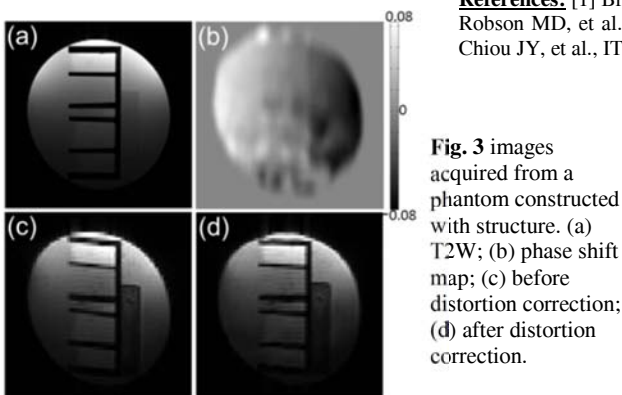 References: [1] Bl
Robson MD, et al.
Chiou JY, et al., IT
(a)
(b)
0.08
0
0.08
(c)
(d)
Fig. 3 images
acquired from a
phantom constructed
with structure. (a)
T2W; (b) phase shift
map; (c) before
distortion correction;
(d) after distortion
correction.